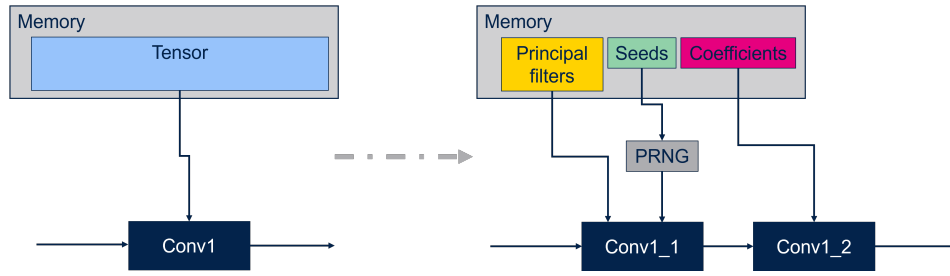 Memory
Tensor
Conv1
Memory
Principal
filters
Seeds
Coefficients
PRNG
Conv1_1
Conv1_2